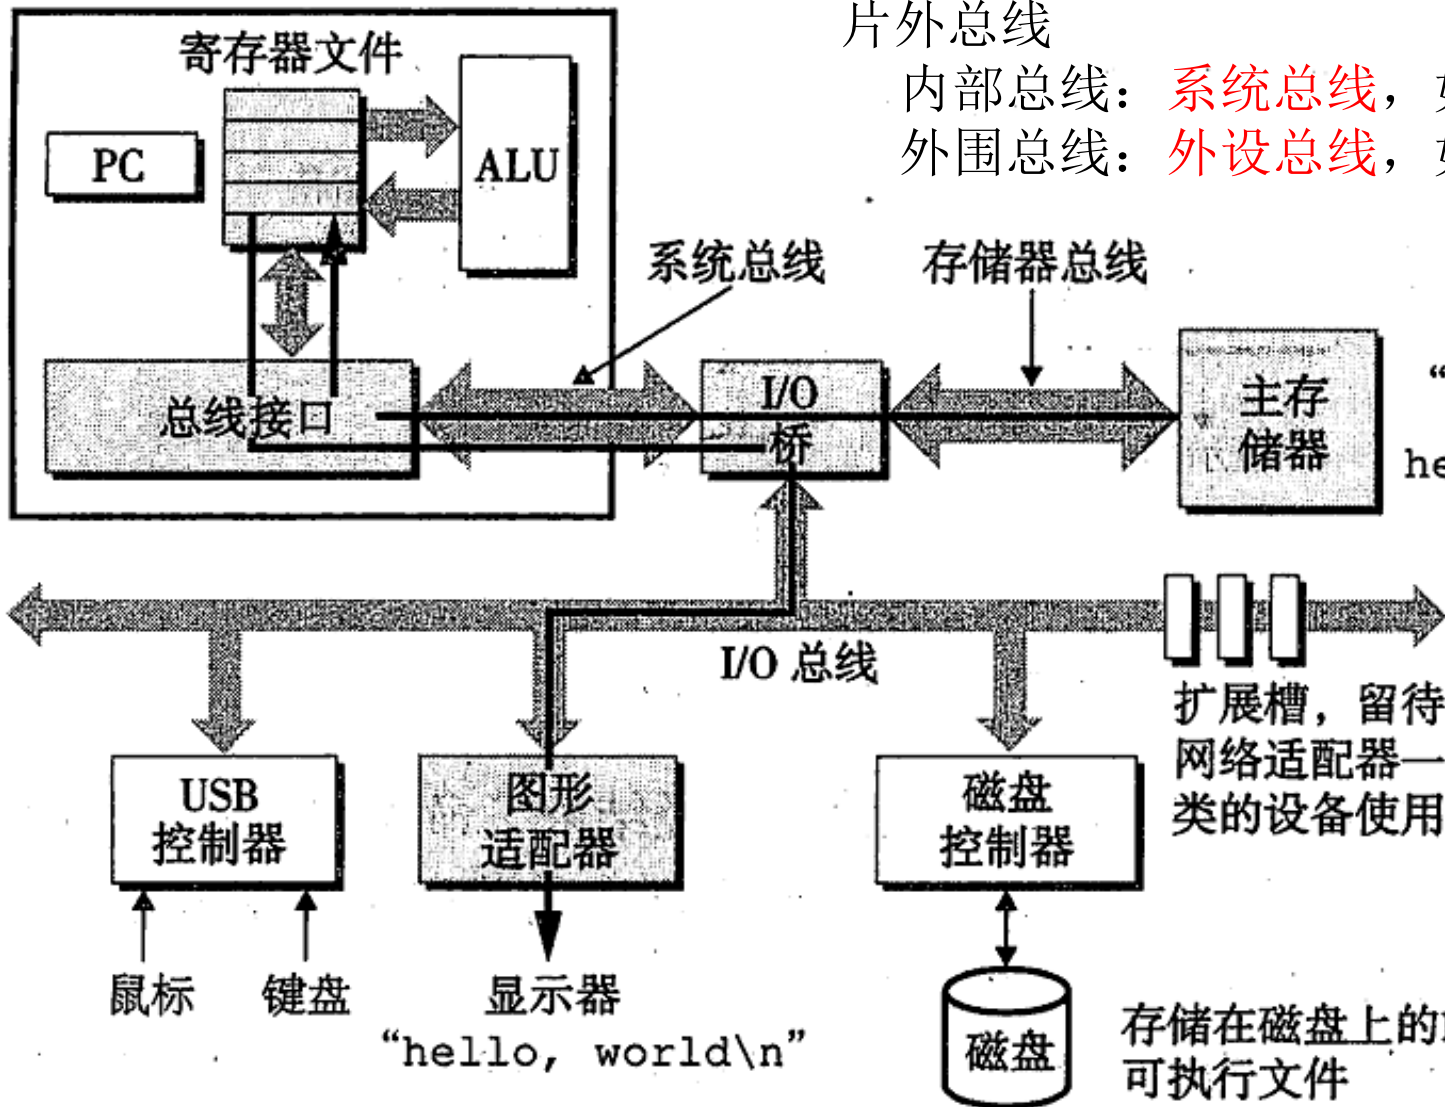 片外总线
内部总线：系统总线，
外围总线：外设总线，
寄存器文件
PC
ALU
系统总线
存储器总线
总线接口
I/O
桥
主存
储器
“
he
I/O 总线
扩展槽，留待
网络适配器一
类的设备使用
USB
控制器
图形
适配器
磁盘
控制器
鼠标
键盘
显示器
“hello, world\n”
磁盘
存储在磁盘上的
可执行文件